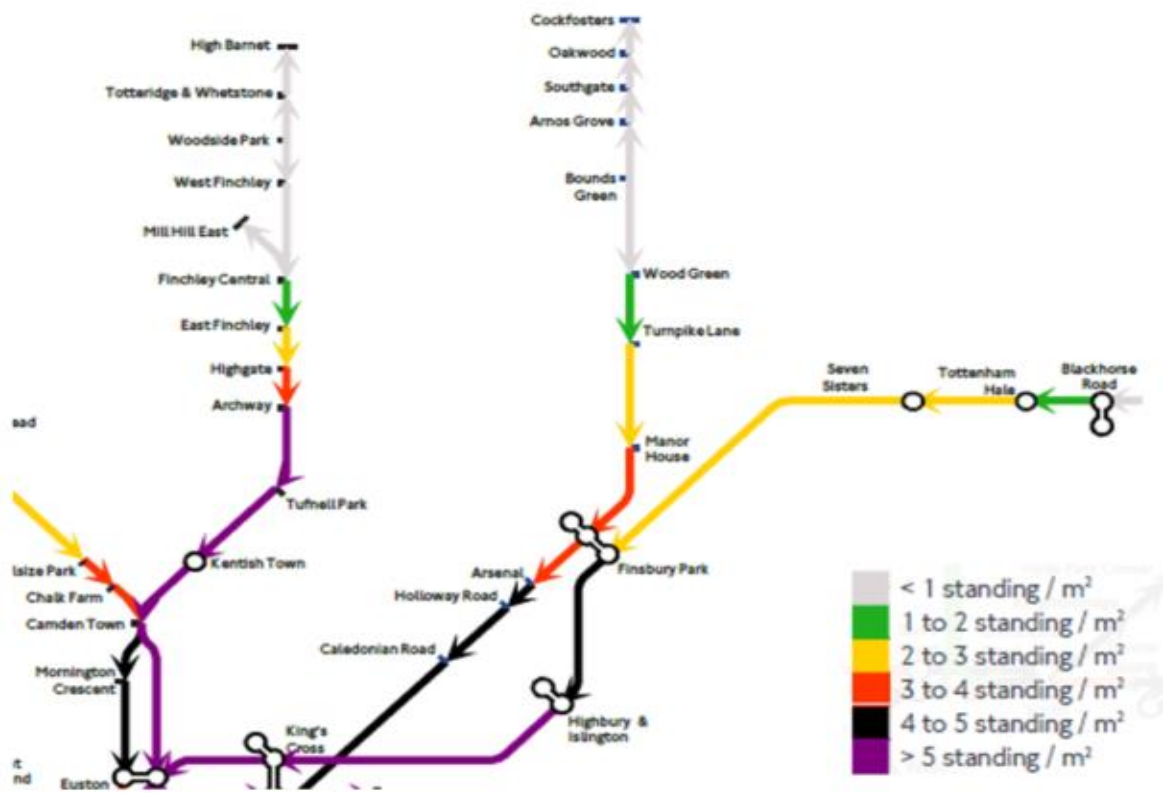 Cockfosters
High Barnet
Oakwood
Totteridge & Whetstone
Southgate
Arnos Grove
Woodside Park
West Finchley
Bounds
Green
Mill Hill East
Finchley Central
Wood Green
East Finchley
Turnpike Lane
Highgate
Seven
Sisters
Tottenham
Hale
Blackhorse
Road
Archway
ead
Manor
House
Tufnell Park
Kentish Town
lsize Park
Finsbury Park
Arsenal
Chalk Farm
Holloway Road
Camden Town
Caledonian Road
Mornington
Crescent
King's
Cross
Highbury &
Islington
Euston
nd
< 1 standing / m²
1 to 2 standing / m²
2 to 3 standing / m²
3 to 4 standing / m²
4 to 5 standing / m²
> 5 standing / m²